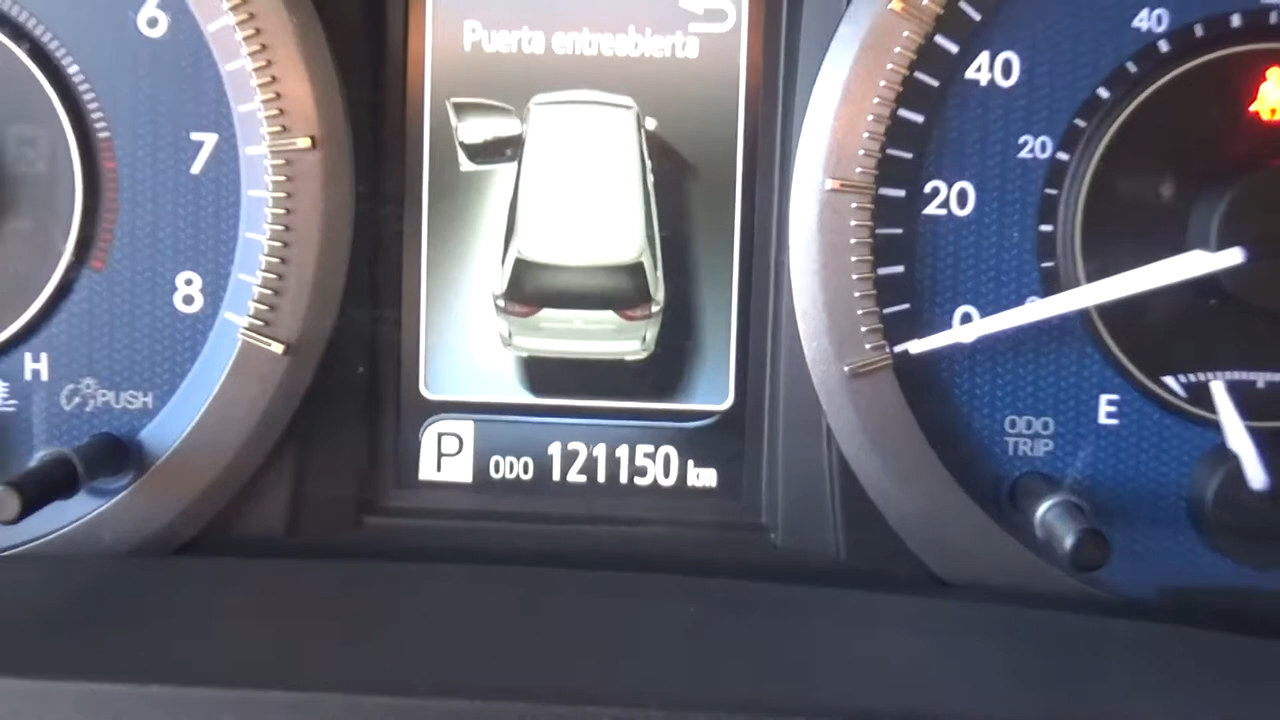 6
7
8
H
PUSH
Puerta entreabierta
P ODO 121150 km
40
20
0
40
20
E
ODO
TRIP